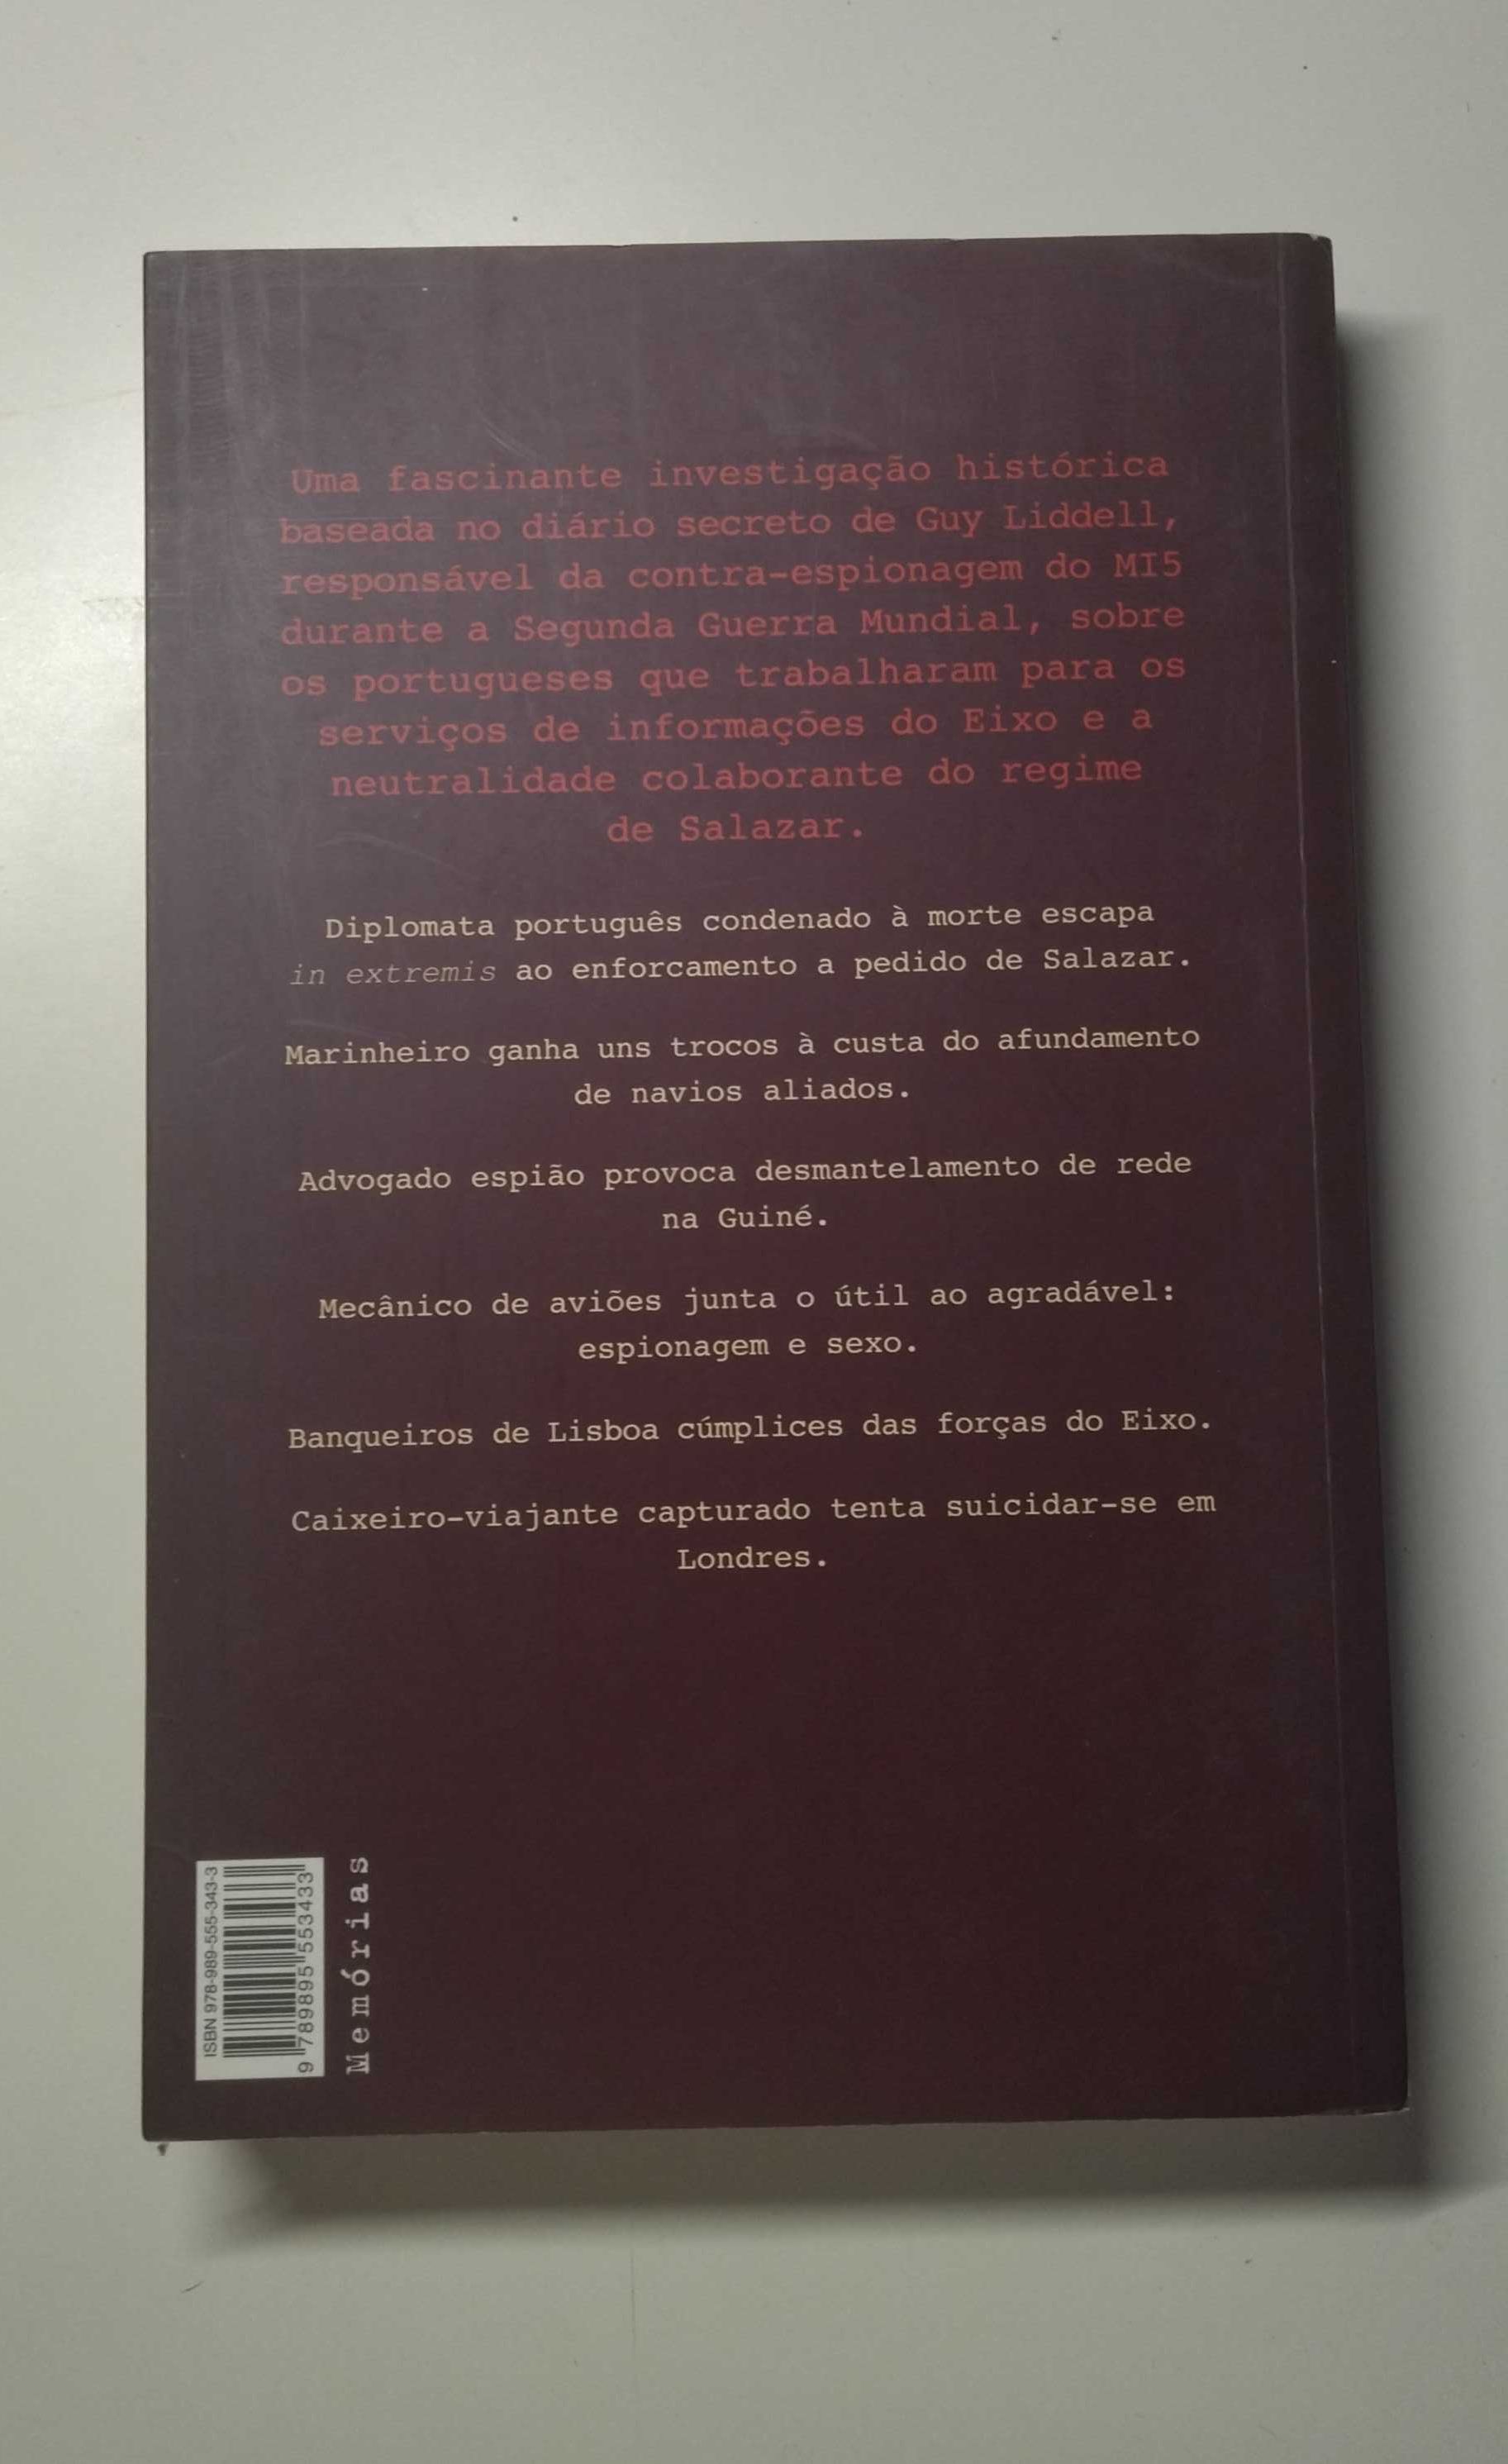 Uma fascinante investigação histórica
baseada no diário secreto de Guy Liddell,
responsável da contra-espionagem do MI5
durante a Segunda Guerra Mundial, sobre
os portugueses que trabalharam para os
serviços de informações do Eixo e a
neutralidade colaborante do regime
de Salazar.
Diplomata português condenado à morte escapa
in extremis ao enforcamento a pedido de Salazar.
Marinheiro ganha uns trocos à custa do afundamento
de navios aliados.
Advogado espião provoca desmantelamento de rede
na Guiné.
Mecânico de aviões junta o útil ao agradável:
espionagem e sexo.
Banqueiros de Lisboa cúmplices das forças do Eixo.
Caixeiro-viajante capturado tenta suicidar-se em
Londres.
ISBN 978-989-555-343-3
9 789895 553433
Memórias